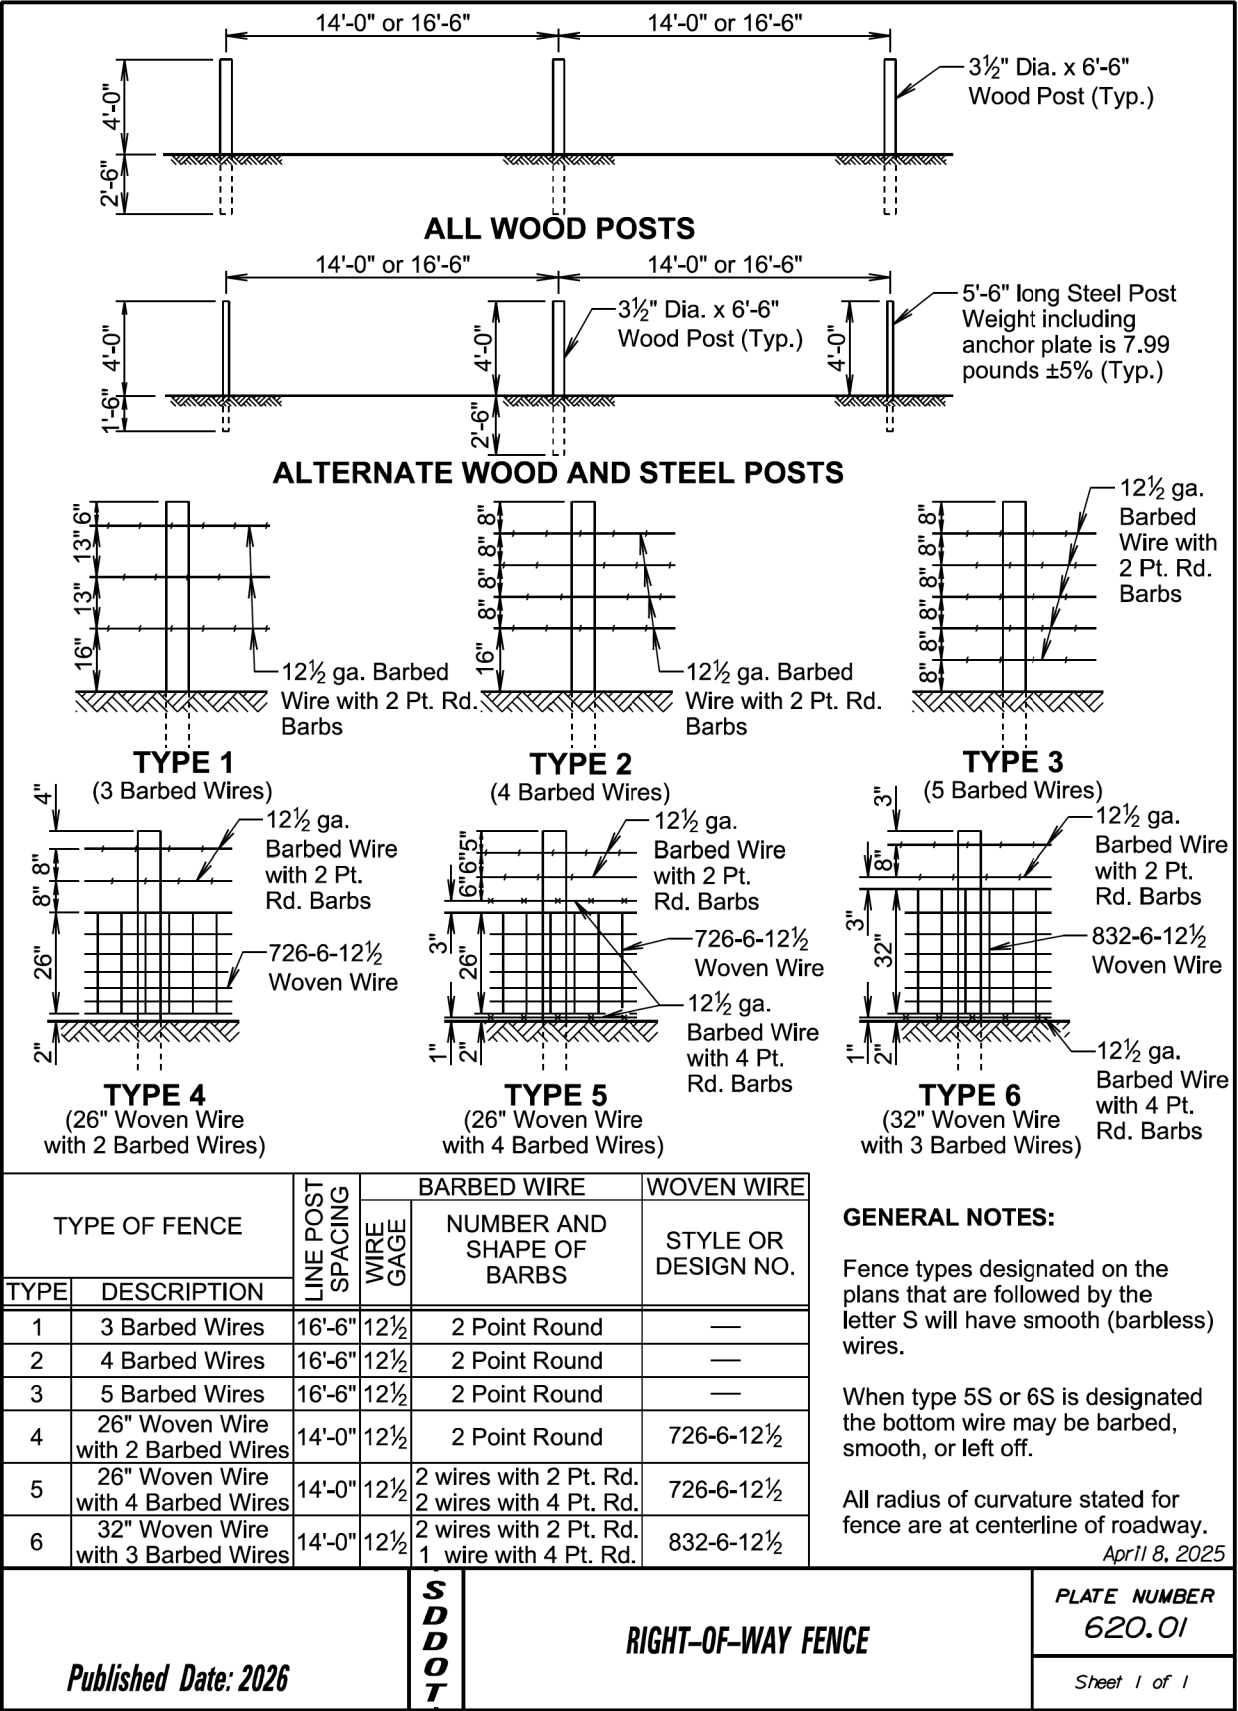 14'-0" or 16'-6"
14'-0" or 16'-6"
4'-0"
2'-6"
3½" Dia. x 6'-6"
Wood Post (Typ.)
ALL WOOD POSTS
14'-0" or 16'-6"
14'-0" or 16'-6"
4'-0"
1'-6"
4'-0"
2'-6"
3½" Dia. x 6'-6"
Wood Post (Typ.)
4'-0"
5'-6" long Steel Post
Weight including
anchor plate is 7.99
pounds ±5% (Typ.)
ALTERNATE WOOD AND STEEL POSTS
6"
13"
13"
16"
12½ ga. Barbed
Wire with 2 Pt. Rd.
Barbs
TYPE 1
(3 Barbed Wires)
8"
8"
8"
8"
16"
12½ ga. Barbed
Wire with 2 Pt. Rd.
Barbs
TYPE 2
(4 Barbed Wires)
8"
8"
8"
8"
8"
8"
12½ ga.
Barbed
Wire with
2 Pt. Rd.
Barbs
TYPE 3
(5 Barbed Wires)
4"
8"
8"
26"
2"
12½ ga.
Barbed Wire
with 2 Pt.
Rd. Barbs
726-6-12½
Woven Wire
TYPE 4
(26" Woven Wire
with 2 Barbed Wires)
5"
6"
6"
3"
26"
1"
2"
12½ ga.
Barbed Wire
with 2 Pt.
Rd. Barbs
726-6-12½
Woven Wire
12½ ga.
Barbed Wire
with 4 Pt.
Rd. Barbs
TYPE 5
(26" Woven Wire
with 4 Barbed Wires)
3"
8"
3"
32"
1"
2"
12½ ga.
Barbed Wire
with 2 Pt.
Rd. Barbs
832-6-12½
Woven Wire
12½ ga.
Barbed Wire
with 4 Pt.
Rd. Barbs
TYPE 6
(32" Woven Wire
with 3 Barbed Wires)
TYPE OF FENCE
LINE POST
SPACING
BARBED WIRE
WOVEN WIRE
WIRE
GAGE
NUMBER AND
SHAPE OF
BARBS
STYLE OR
DESIGN NO.
TYPE DESCRIPTION
1 3 Barbed Wires 16'-6" 12½ 2 Point Round —
2 4 Barbed Wires 16'-6" 12½ 2 Point Round —
3 5 Barbed Wires 16'-6" 12½ 2 Point Round —
4 26" Woven Wire
with 2 Barbed Wires 14'-0" 12½ 2 Point Round 726-6-12½
5 26" Woven Wire
with 4 Barbed Wires 14'-0" 12½ 2 wires with 2 Pt. Rd.
2 wires with 4 Pt. Rd. 726-6-12½
6 32" Woven Wire
with 3 Barbed Wires 14'-0" 12½ 2 wires with 2 Pt. Rd.
1 wire with 4 Pt. Rd. 832-6-12½
GENERAL NOTES:
Fence types designated on the
plans that are followed by the
letter S will have smooth (barbless)
wires.
When type 5S or 6S is designated
the bottom wire may be barbed,
smooth, or left off.
All radius of curvature stated for
fence are at centerline of roadway.
April 8, 2025
Published Date: 2026
S
D
D
O
T
RIGHT-OF-WAY FENCE
PLATE NUMBER
620.01
Sheet 1 of 1